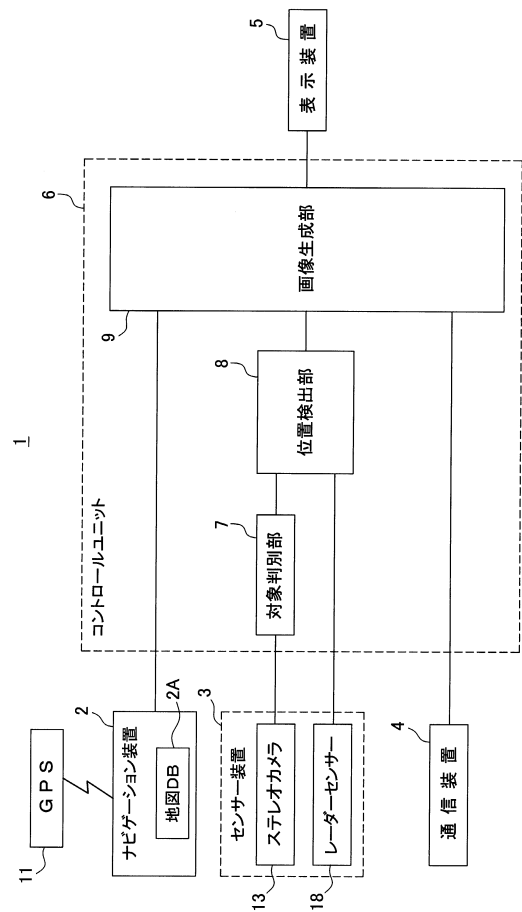 1
GPS
11
ナビゲーション装置
2
地図DB
2A
センサー装置
3
ステレオカメラ
13
レーダーセンサー
18
通信装置
4
コントロールユニット
6
対象判別部
7
位置検出部
8
画像生成部
9
表示装置
5